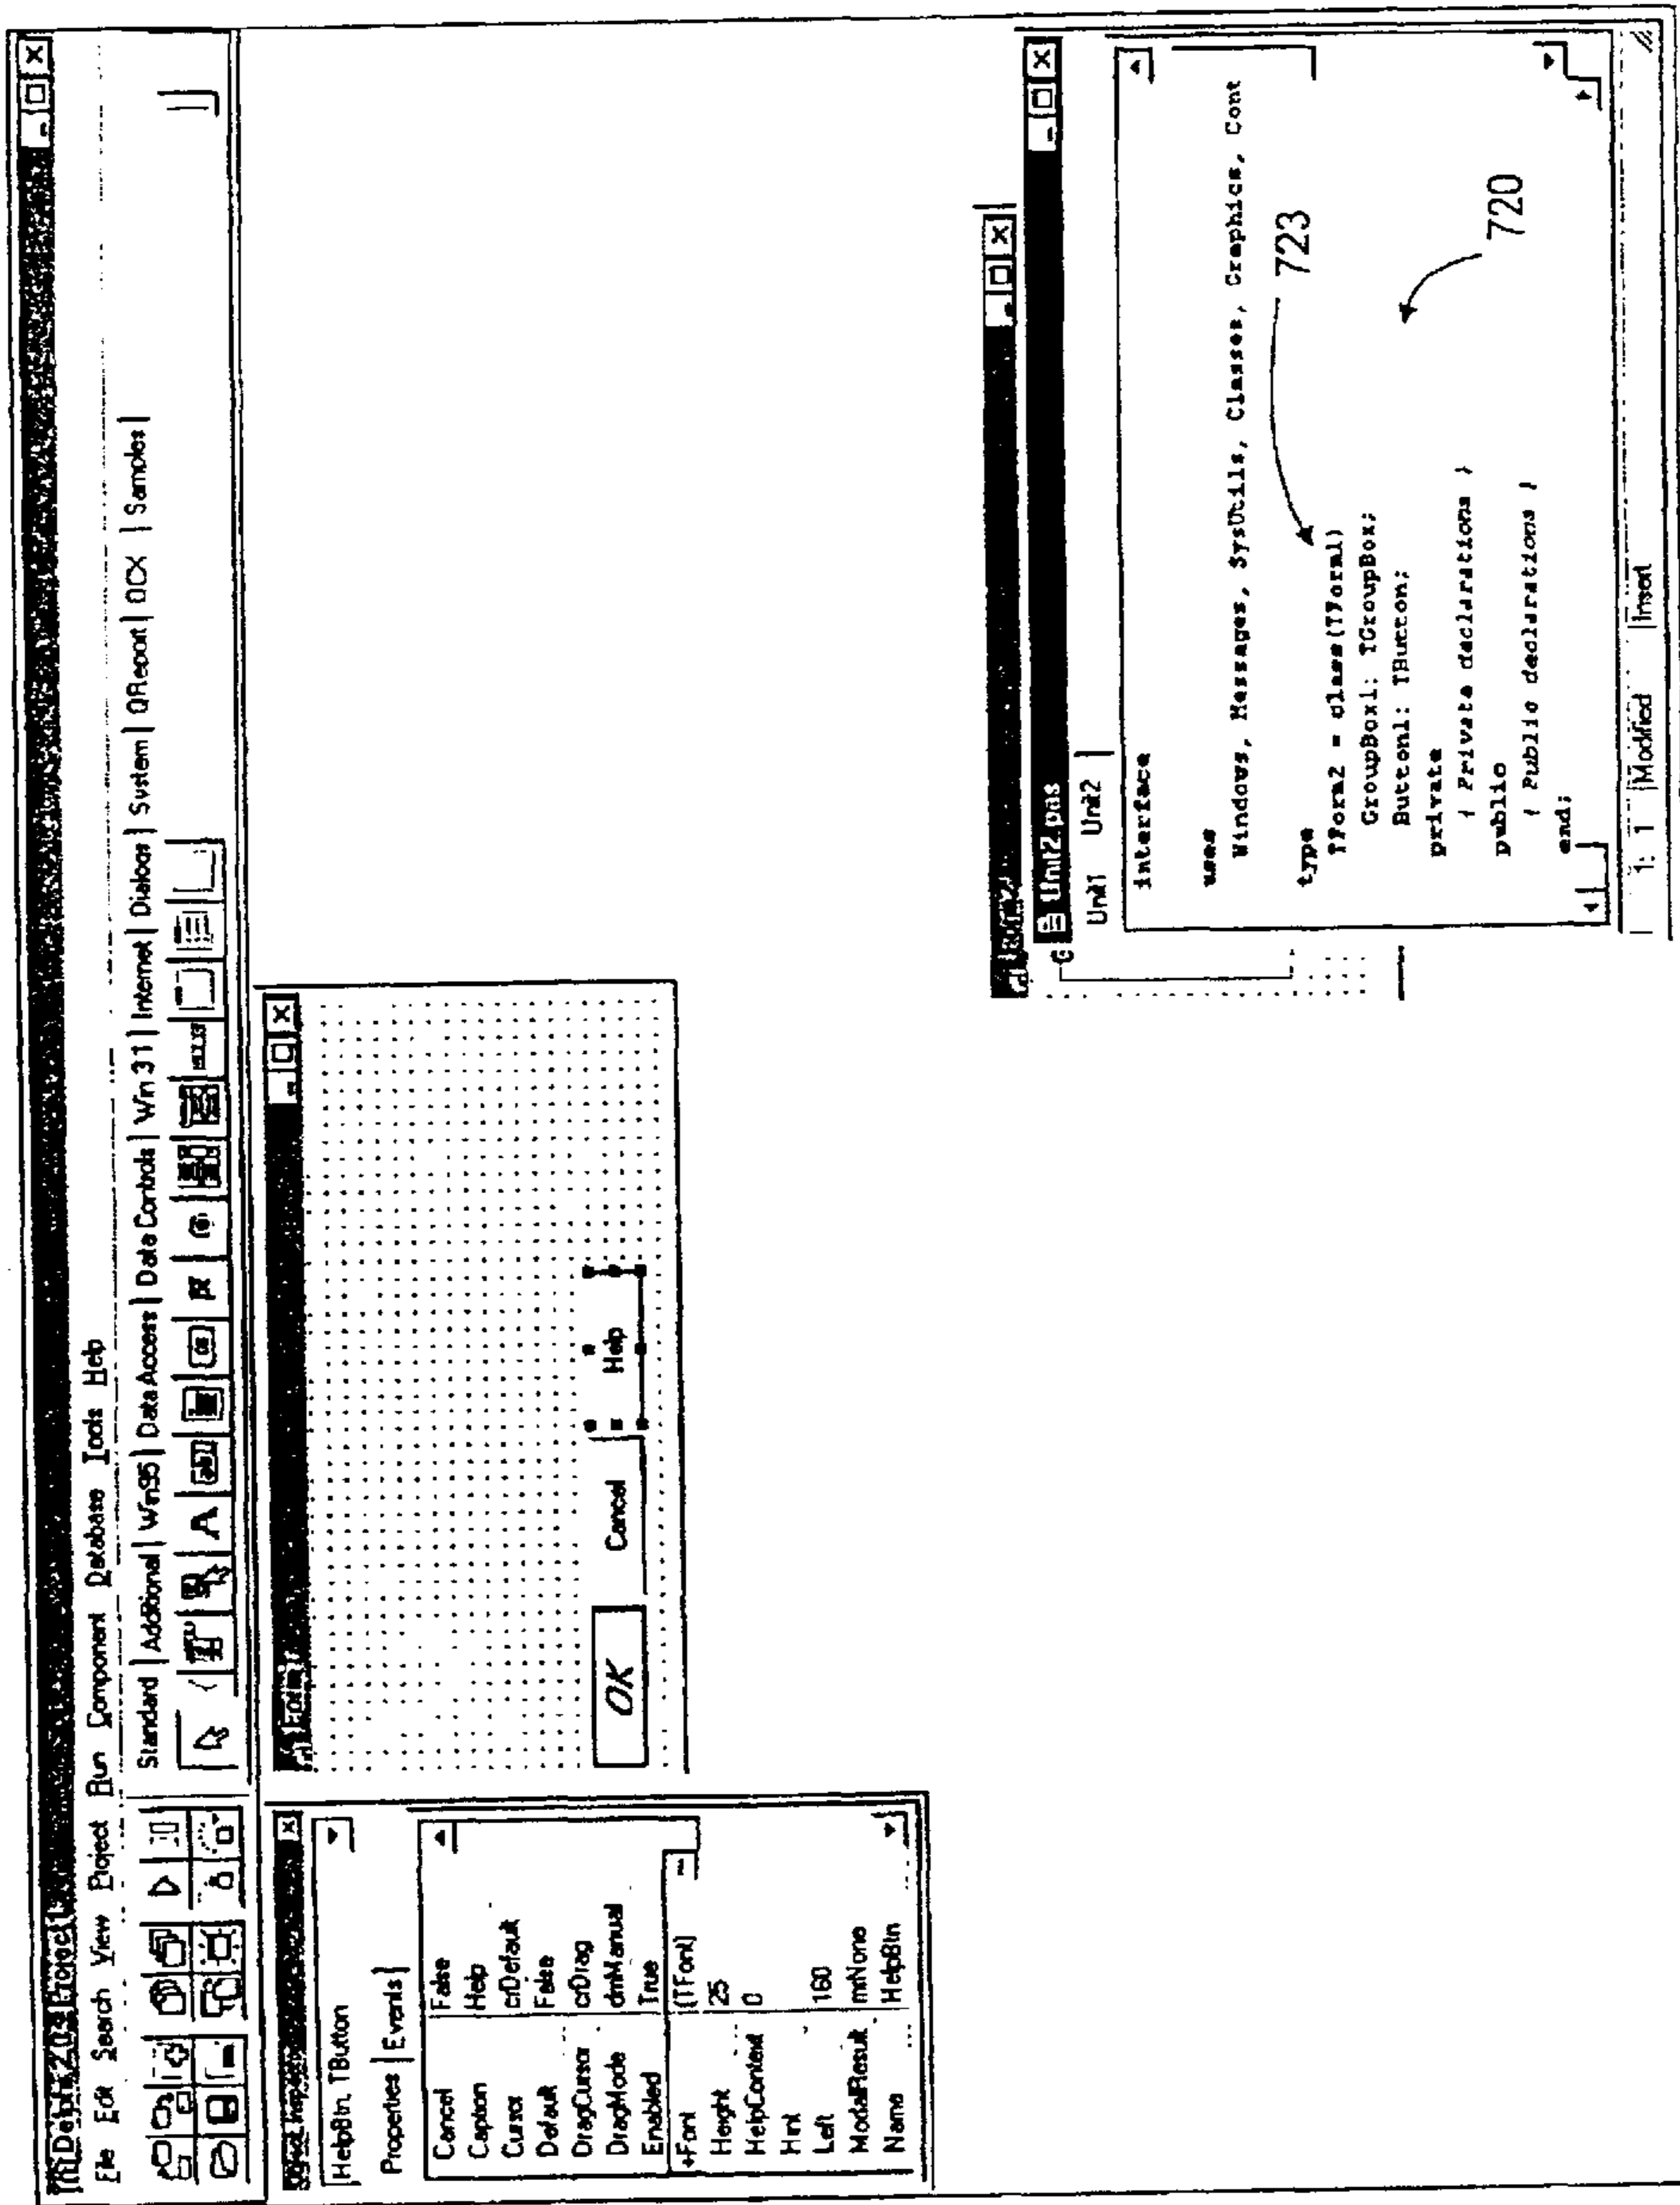 Delphi 2.0 - Project1
File Edit Search View Project Run Component Database Tools Help
Standard | Additional | Win95 | Data Access | Data Controls | Win 3.1 | Internet | Dialogs | System | QReport | OCX | Samples
Object Inspector
HelpBtn: TButton
Properties | Events
Cancel False
Caption Help
Cursor crDefault
Default False
DragCursor crDrag
DragMode dmManual
Enabled True
+Font (TFont)
Height 25
HelpContext 0
Hint
Left 160
ModalResult mrNone
Name HelpBtn
OK Cancel Help
Unit2.pas
Unit1 Unit2
interface
uses
Windows, Messages, SysUtils, Classes, Graphics, Cont
type
TForm2 = class(TForm1)
GroupBox1: TGroupBox;
Button1: TButton;
private
{ Private declarations }
public
{ Public declarations }
end;
1: 1 Modified Insert
723
720